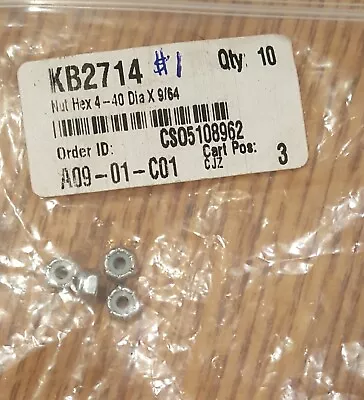 KB2714 #1 Qty: 10
Nut Hex 4-40 Dia X 9/64
Order ID: CS05108962
A09-01-C01 Cart Pos: 3
CJZ